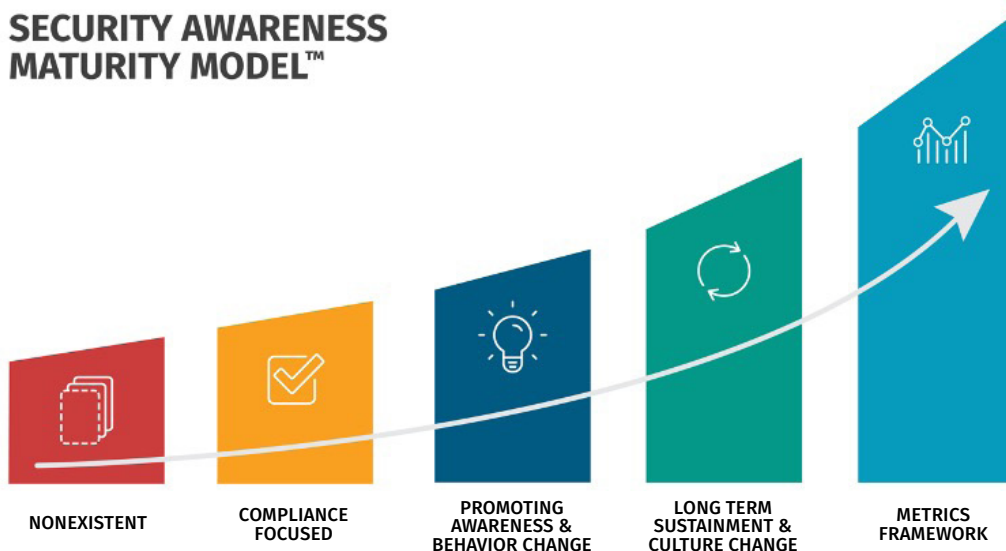 SECURITY AWARENESS
MATURITY MODEL™
NONEXISTENT
COMPLIANCE
FOCUSED
PROMOTING
AWARENESS &
BEHAVIOR CHANGE
LONG TERM
SUSTAINMENT &
CULTURE CHANGE
METRICS
FRAMEWORK